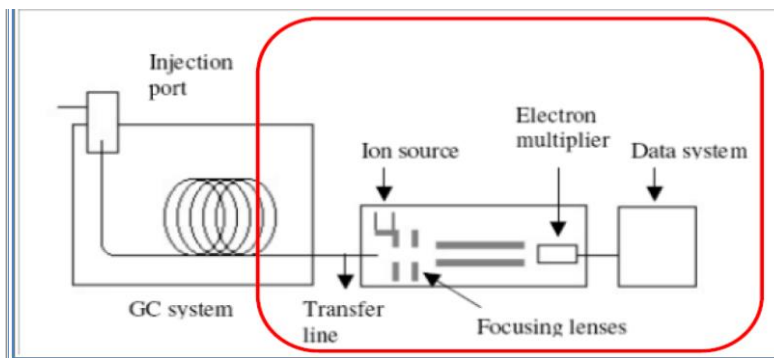 Injection
port
Electron
multiplier
Ion source
Data system
GC system
Transfer
line
Focusing lenses